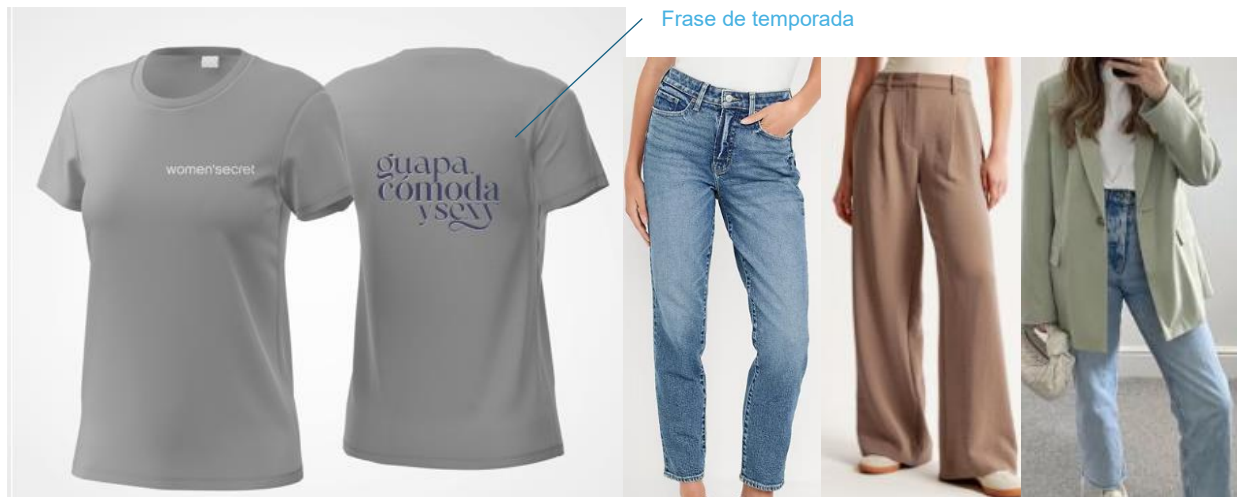 Frase de temporada
women'secret
guapa,
cómoda
y sexy